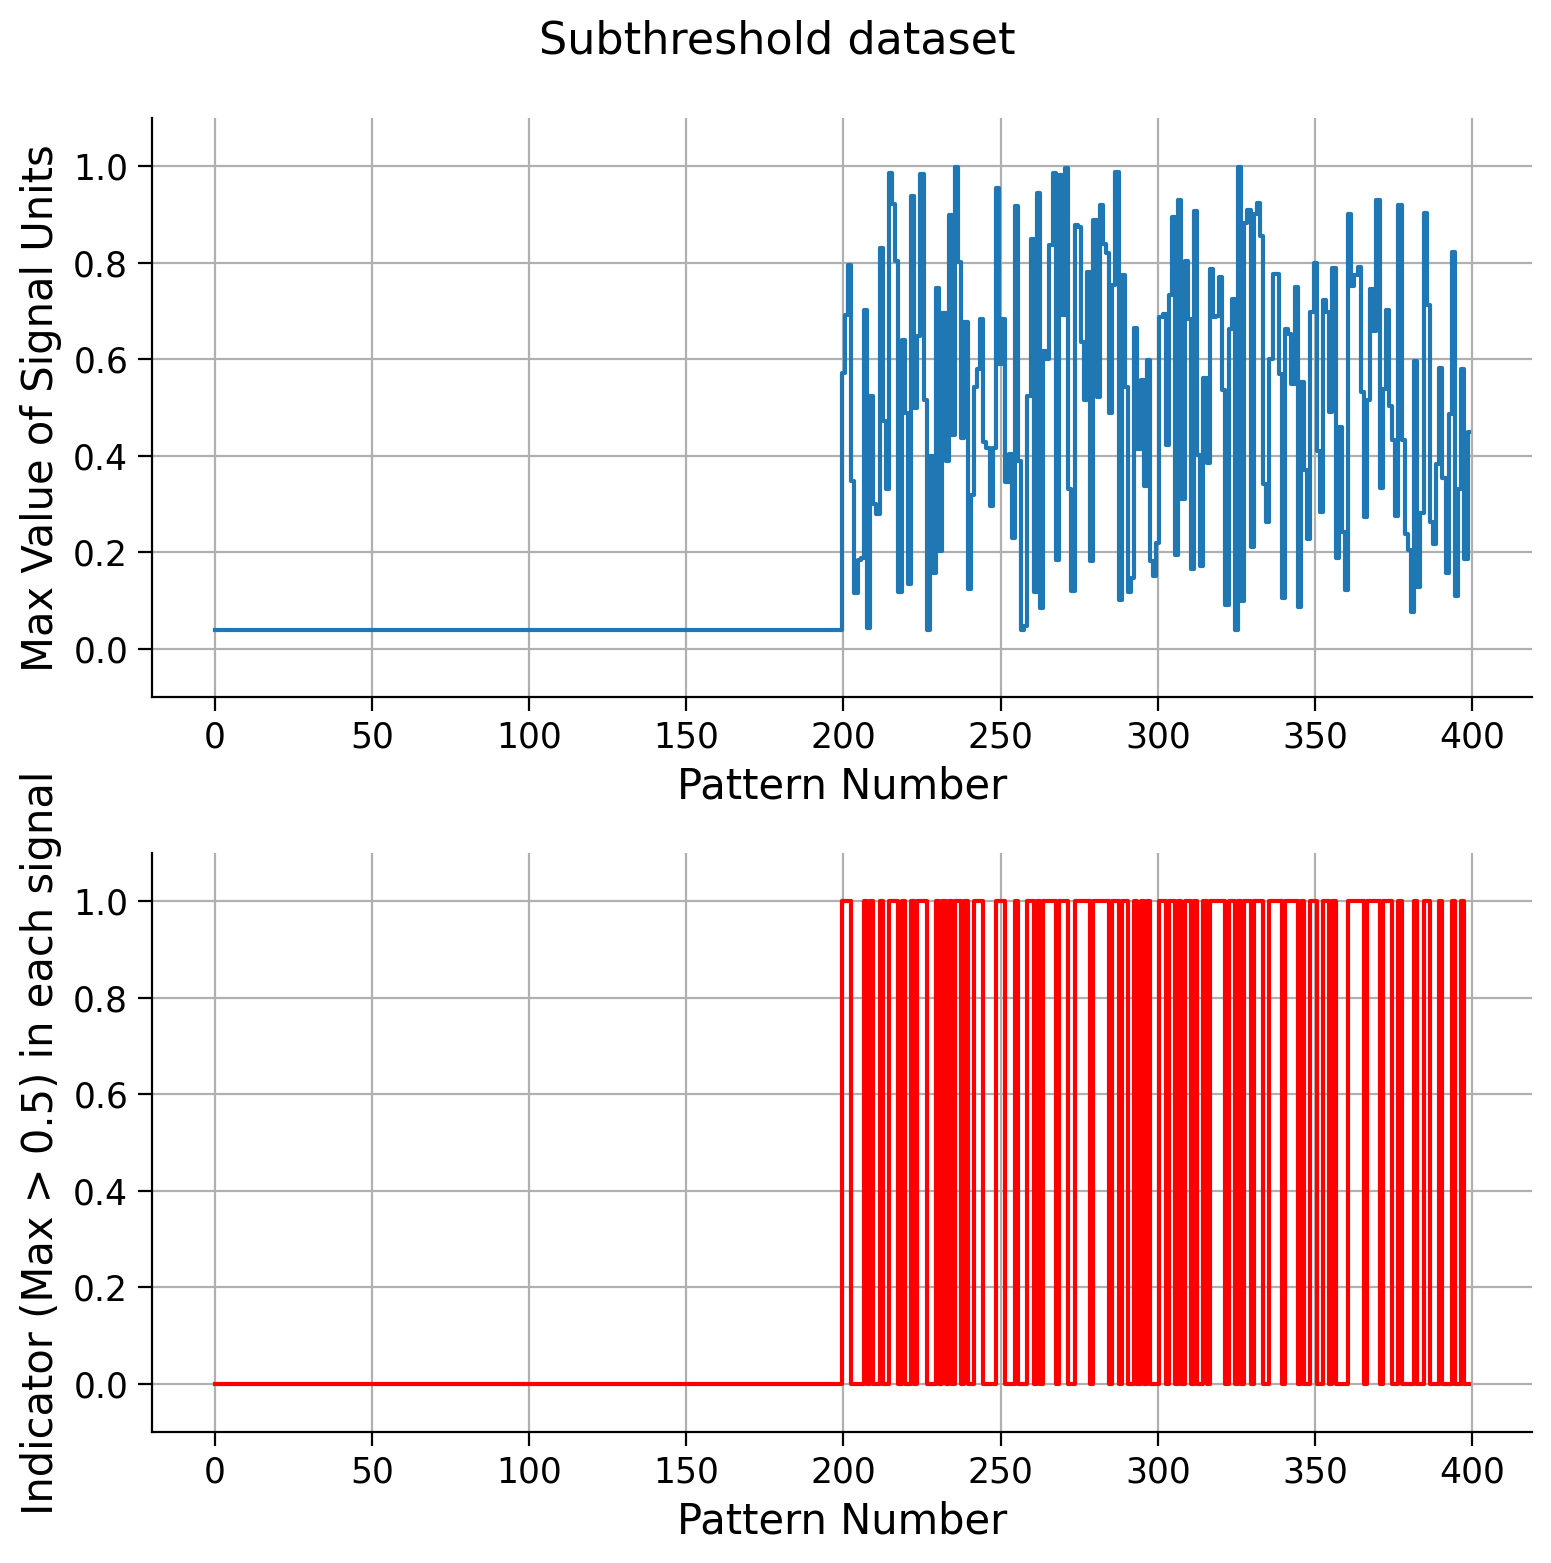 Subthreshold dataset
Max Value of Signal Units
1.0
0.8
0.6
0.4
0.2
0.0
0 50 100 150 200 250 300 350 400
Pattern Number
Indicator (Max > 0.5) in each signal
1.0
0.8
0.6
0.4
0.2
0.0
0 50 100 150 200 250 300 350 400
Pattern Number